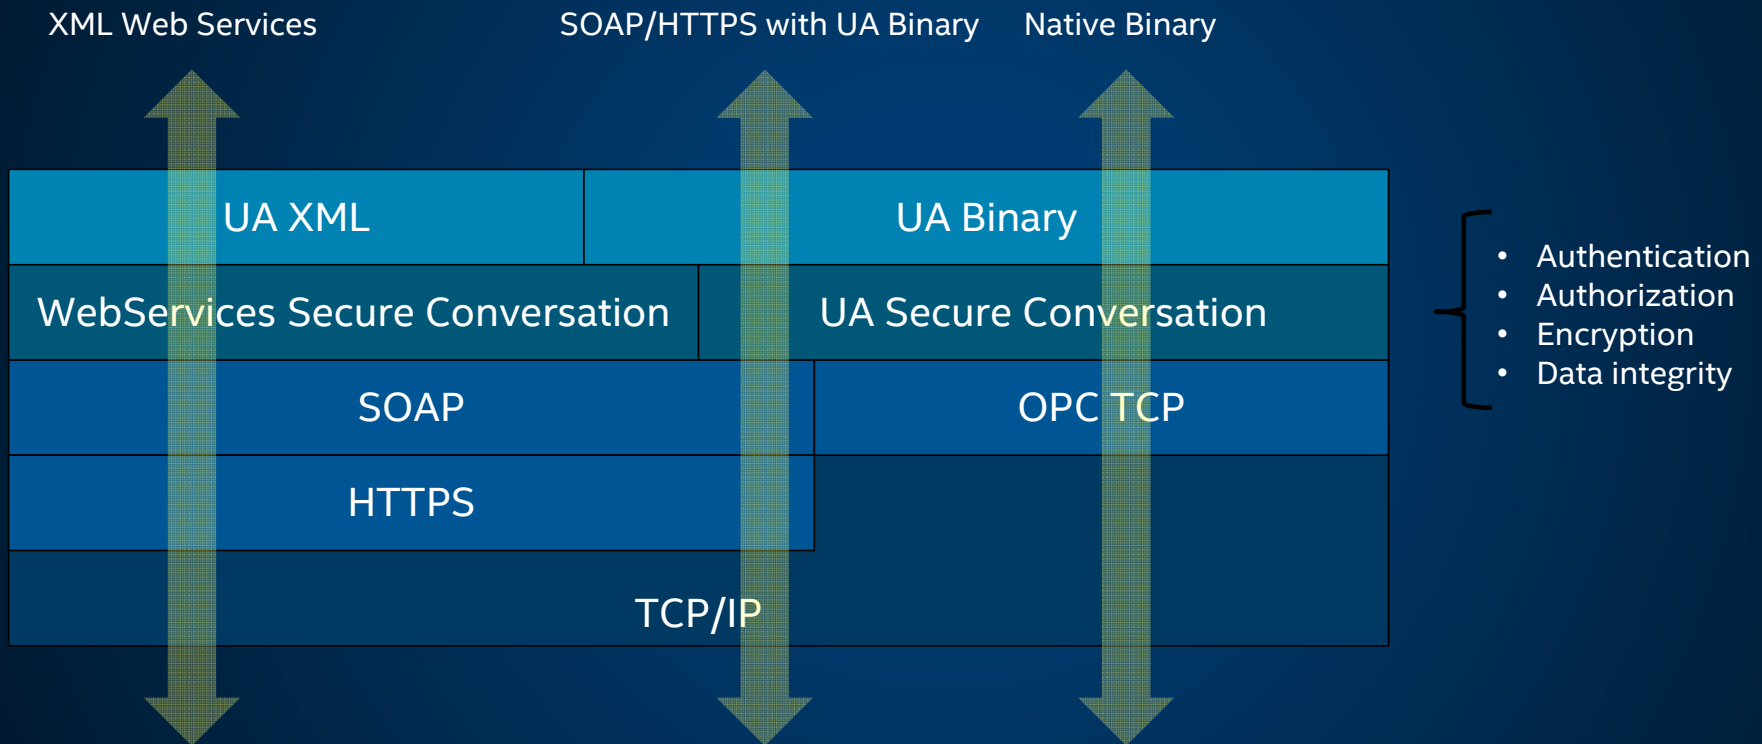 XML Web Services
SOAP/HTTPS with UA Binary
Native Binary
UA XML
UA Binary
WebServices Secure Conversation
UA Secure Conversation
SOAP
OPC TCP
HTTPS
TCP/IP
• Authentication
• Authorization
• Encryption
• Data integrity